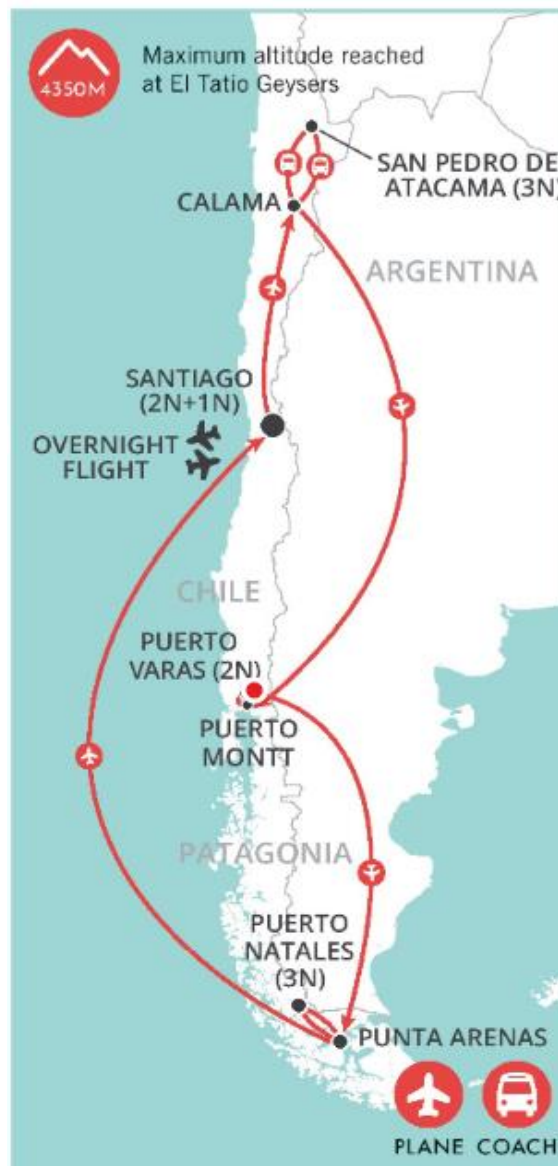 4350M
Maximum altitude reached
at El Tatio Geysers
SAN PEDRO DE
ATACAMA (3N)
CALAMA
ARGENTINA
SANTIAGO
(2N+1N)
OVERNIGHT
FLIGHT
CHILE
PUERTO
VARAS (2N)
PUERTO
MONTT
PATAGONIA
PUERTO
NATALES
(3N)
PUNTA ARENAS
PLANE COACH